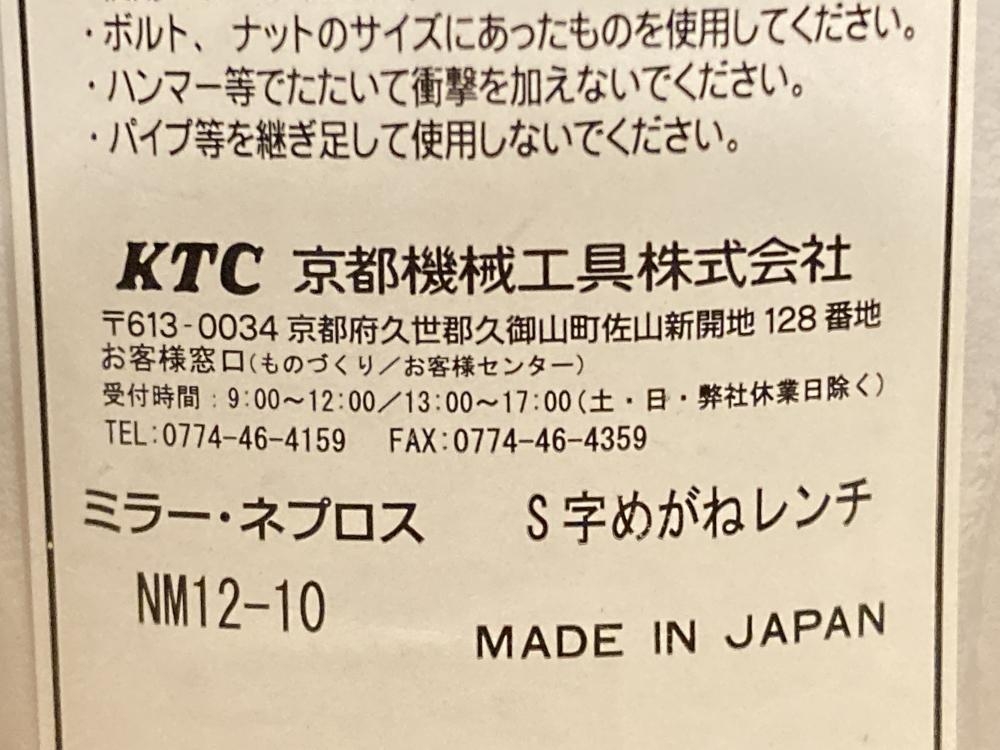 ・ボルト、ナットのサイズにあったものを使用してください。
・ハンマー等でたたいて衝撃を加えないでください。
・パイプ等を継ぎ足して使用しないでください。
KTC 京都機械工具株式会社
〒613-0034 京都府久世郡久御山町佐山新開地 128 番地
お客様窓口(ものづくり／お客様センター)
受付時間：9:00～12:00／13:00～17:00(土・日・弊社休業日除く)
TEL:0774-46-4159 FAX:0774-46-4359
ミラー・ネプロス S字めがねレンチ
NM12-10
MADE IN JAPAN